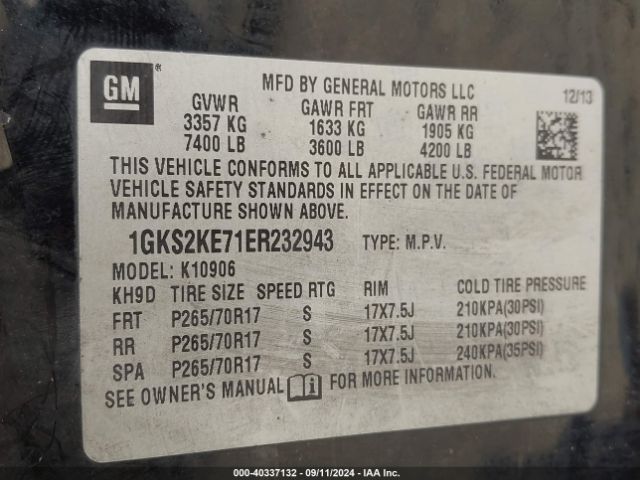 GM ®
MFD BY GENERAL MOTORS LLC
12/13
GVWR GAWR FRT GAWR RR
3357 KG 1633 KG 1905 KG
7400 LB 3600 LB 4200 LB
THIS VEHICLE CONFORMS TO ALL APPLICABLE U.S. FEDERAL MOTOR
VEHICLE SAFETY STANDARDS IN EFFECT ON THE DATE OF
MANUFACTURE SHOWN ABOVE.
1GKS2KE71ER232943 TYPE: M.P.V.
MODEL: K10906
KH9D TIRE SIZE SPEED RTG RIM COLD TIRE PRESSURE
FRT P265/70R17 S 17X7.5J 210KPA(30PSI)
RR P265/70R17 S 17X7.5J 210KPA(30PSI)
SPA P265/70R17 S 17X7.5J 240KPA(35PSI)
SEE OWNER'S MANUAL i FOR MORE INFORMATION.
000-40337132 - 09/11/2024 - IAA Inc.